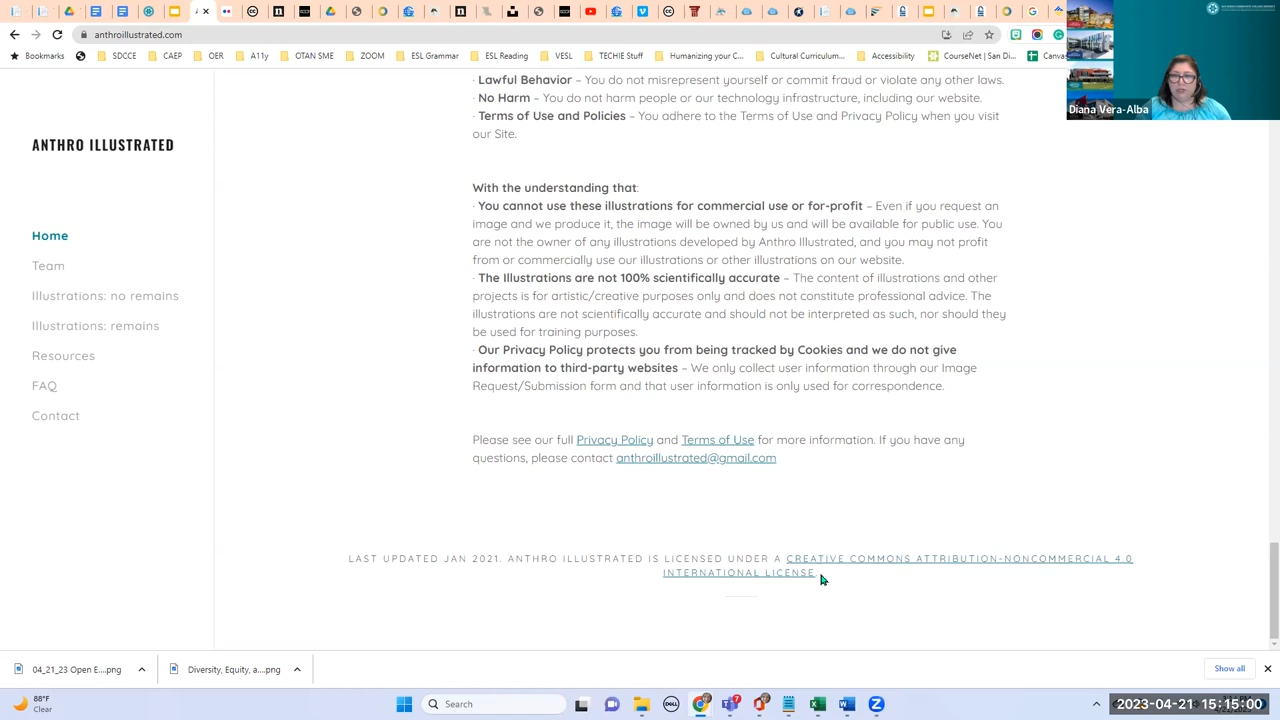 anthroillustrated.com
Bookmarks
SDCCE
CAEP
OER
A11y
OTAN SME
ESL Grammar
ESL Reading
VESL
TECHIE S
manizing your C...
Cultural Curriculum...
Accessibility
CourseNet | San Di...
Canvas
SAN DIEGO COMMUNITY COLLEGE DISTRICT
Diana Vera-Alba
ANTHRO ILLUSTRATED
Home
Team
Illustrations: no remains
Illustrations: remains
Resources
FAQ
Contact
· Lawful Behavior – You do not misrepresent yourself or commit fraud or violate any other laws.
· No Harm – You do not harm people or our technology infrastructure, including our website.
· Terms of Use and Policies – You adhere to the Terms of Use and Privacy Policy when you visit
our Site.
With the understanding that:
· You cannot use these illustrations for commercial use or for-profit – Even if you request an
image and we produce it, the image will be owned by us and will be available for public use. You
are not the owner of any illustrations developed by Anthro Illustrated, and you may not profit
from or commercially use our illustrations or other illustrations on our website.
· The Illustrations are not 100% scientifically accurate – The content of illustrations and other
projects is for artistic/creative purposes only and does not constitute professional advice. The
illustrations are not scientifically accurate and should not be interpreted as such, nor should they
be used for training purposes.
· Our Privacy Policy protects you from being tracked by Cookies and we do not give
information to third-party websites – We only collect user information through our Image
Request/Submission form and that user information is only used for correspondence.
Please see our full Privacy Policy and Terms of Use for more information. If you have any
questions, please contact anthroillustrated@gmail.com
LAST UPDATED JAN 2021. ANTHRO ILLUSTRATED IS LICENSED UNDER A CREATIVE COMMONS ATTRIBUTION-NONCOMMERCIAL 4.0
INTERNATIONAL LICENSE.
04_21_23 Open E....png
Diversity, Equity, a....png
Show all
88°F
Clear
Search
2023-04-21 15:15:00